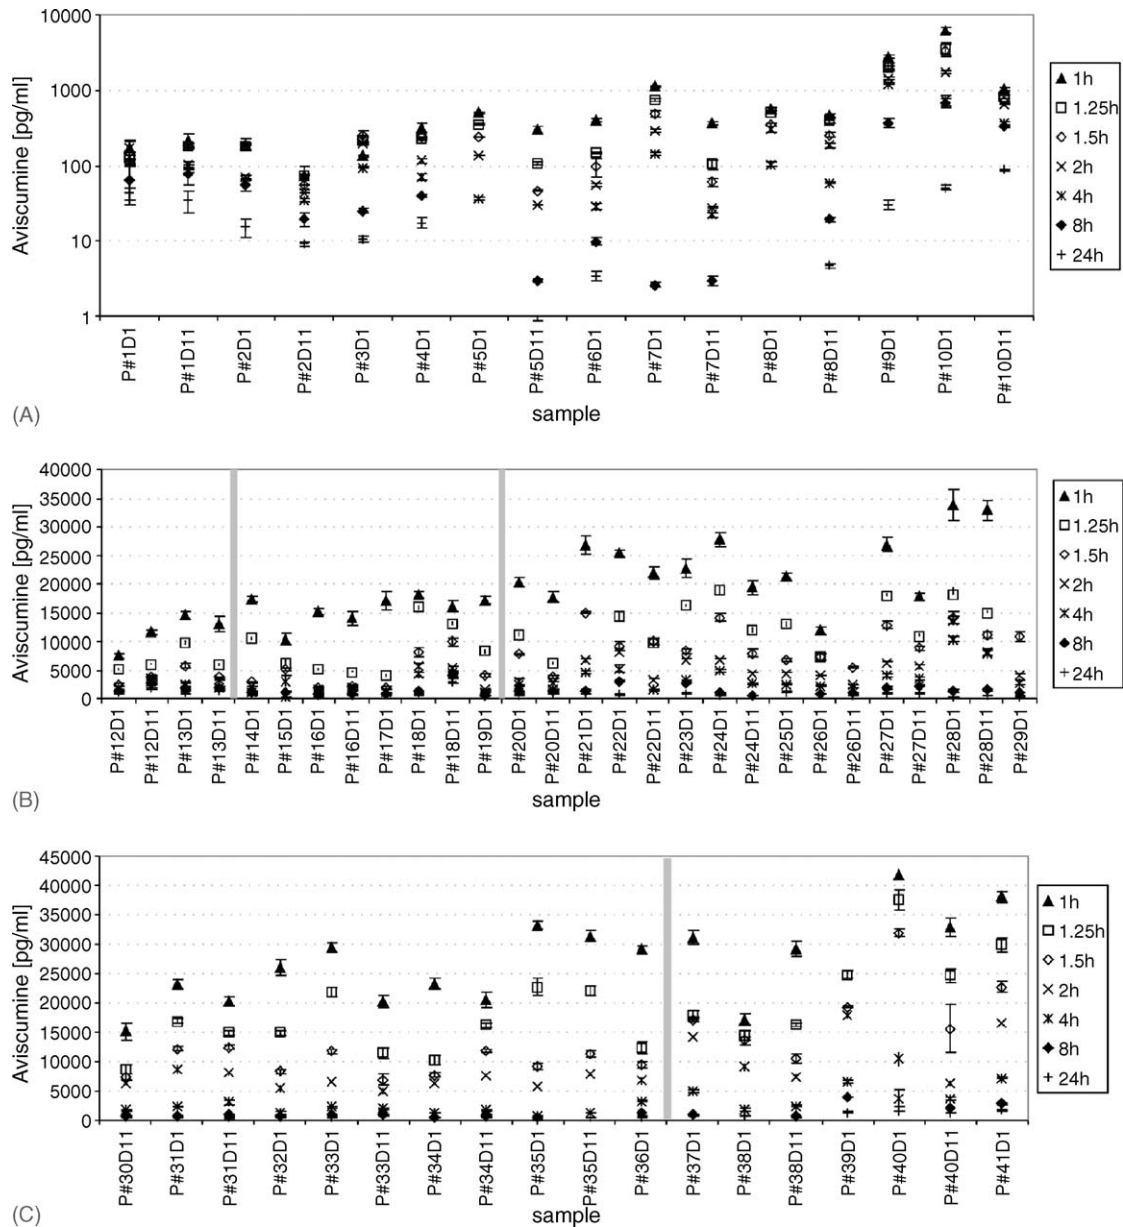 10000
1000
100
10
1
Aviscumine [pg/ml]
P#1D1
P#1D11
P#2D1
P#2D11
P#3D1
P#4D1
P#5D1
P#5D11
P#6D1
P#7D1
P#7D11
P#8D1
P#8D11
P#9D1
P#10D1
P#10D11
sample
(A)
1h
1.25h
1.5h
2h
4h
8h
24h
40000
35000
30000
25000
20000
15000
10000
5000
0
Aviscumine [pg/ml]
P#12D1
P#12D11
P#13D1
P#13D11
P#14D1
P#15D1
P#16D1
P#16D11
P#17D1
P#18D1
P#18D11
P#19D1
P#20D1
P#20D11
P#21D1
P#22D1
P#22D11
P#23D1
P#24D1
P#24D11
P#25D1
P#26D1
P#26D11
P#27D1
P#27D11
P#28D1
P#28D11
P#29D1
sample
(B)
1h
1.25h
1.5h
2h
4h
8h
24h
45000
40000
35000
30000
25000
20000
15000
10000
5000
0
Aviscumine [pg/ml]
P#30D11
P#31D1
P#31D11
P#32D1
P#33D1
P#33D11
P#34D1
P#34D11
P#35D1
P#35D11
P#36D1
P#37D1
P#38D1
P#38D11
P#39D1
P#40D1
P#40D11
P#41D1
sample
(C)
1h
1.25h
1.5h
2h
4h
8h
24h